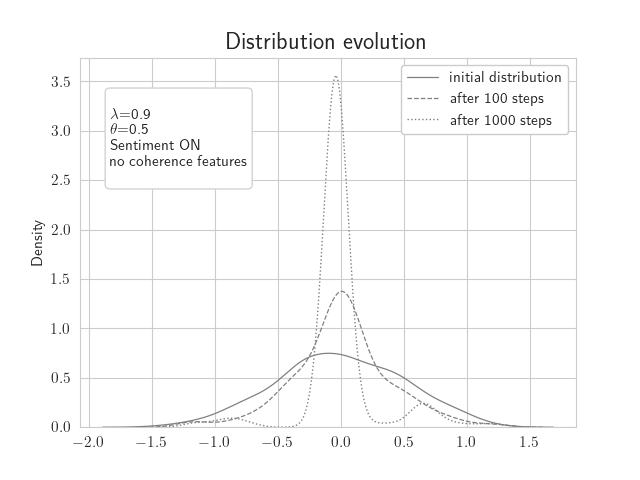 Distribution evolution
initial distribution
after 100 steps
after 1000 steps
λ=0.9
θ=0.5
Sentiment ON
no coherence features
Density
3.5
3.0
2.5
2.0
1.5
1.0
0.5
0.0
−2.0 −1.5 −1.0 −0.5 0.0 0.5 1.0 1.5